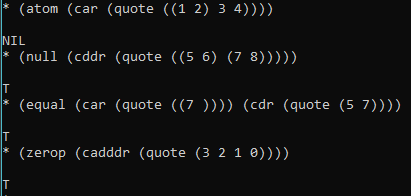 * (atom (car (quote ((1 2) 3 4))))
NIL
* (null (cddr (quote ((5 6) (7 8)))))
T
* (equal (car (quote ((7 )))) (cdr (quote (5 7))))
T
* (zerop (cadddr (quote (3 2 1 0))))
T